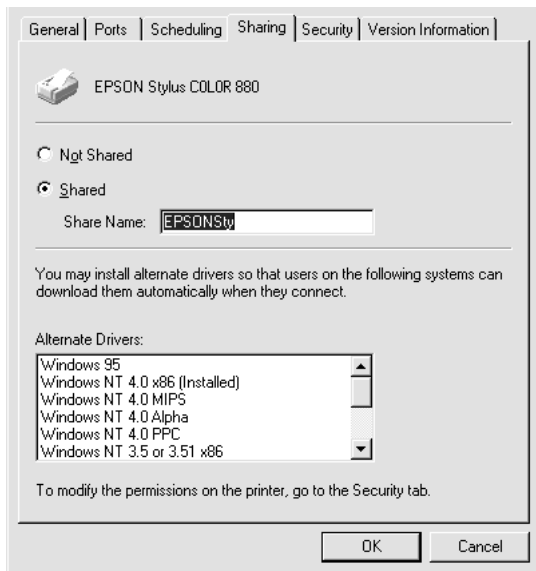 General Ports Scheduling Sharing Security Version Information
EPSON Stylus COLOR 880
Not Shared
Shared
Share Name: EPSONSty
You may install alternate drivers so that users on the following systems can
download them automatically when they connect.
Alternate Drivers:
Windows 95
Windows NT 4.0 x86 (Installed)
Windows NT 4.0 MIPS
Windows NT 4.0 Alpha
Windows NT 4.0 PPC
Windows NT 3.5 or 3.51 x86
To modify the permissions on the printer, go to the Security tab.
OK Cancel